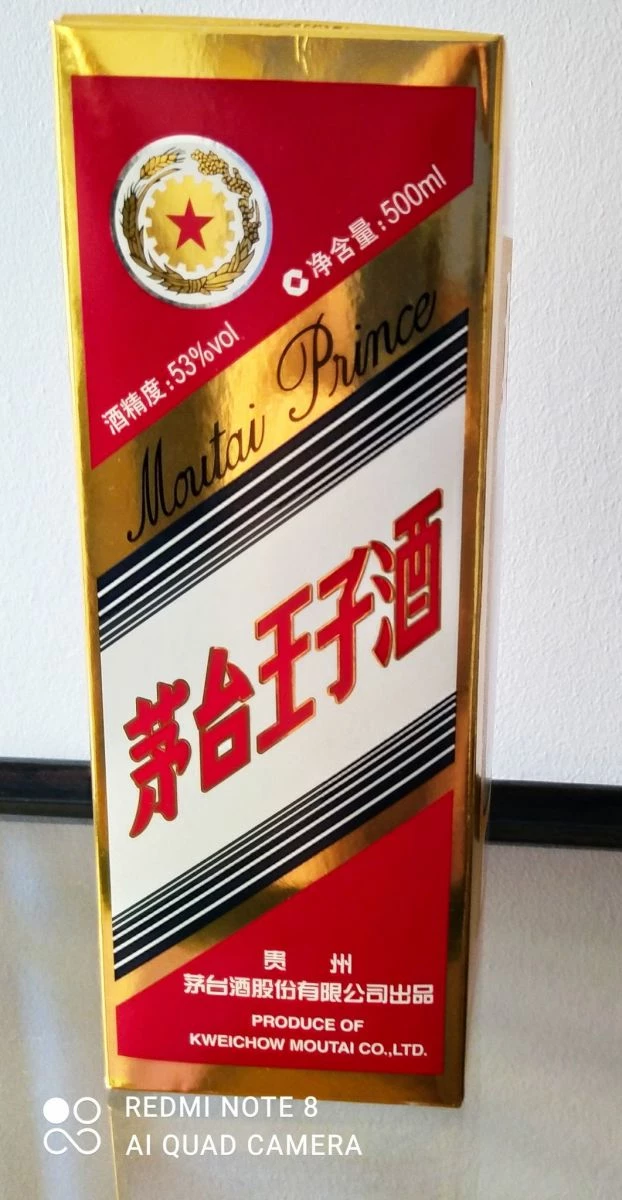 净含量:500ml
酒精度:53%vol
Moutai Prince
茅台王子酒
贵 州
茅台酒股份有限公司出品
PRODUCE OF
KWEICHOW MOUTAI CO.,LTD.
REDMI NOTE 8
AI QUAD CAMERA